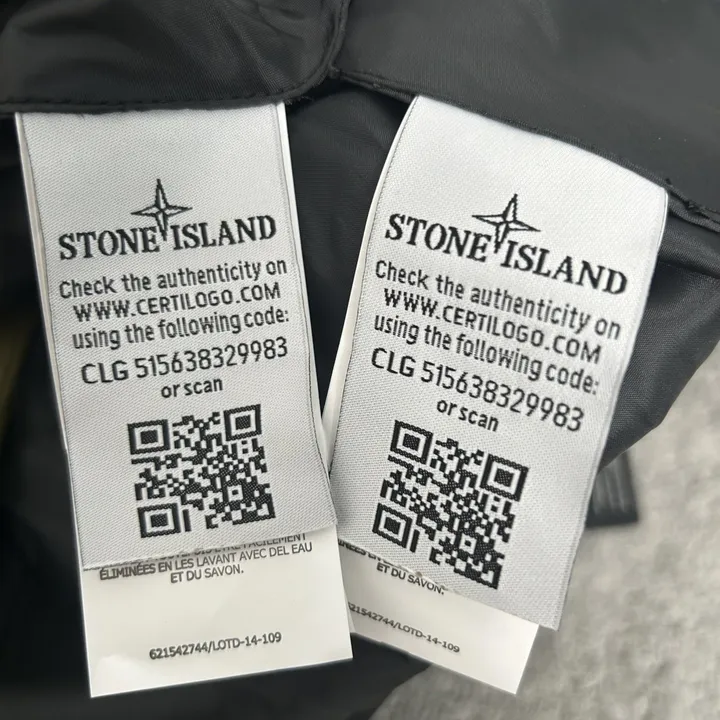 STONE ISLAND
Check the authenticity on
WWW.CERTILOGO.COM
using the following code:
CLG 515638329983
or scan
ÉLIMINÉES EN LES LAVANT AVEC DEL EAU
ET DU SAVON.
621542744/LOTD-14-109
STONE ISLAND
Check the authenticity on
WWW.CERTILOGO.COM
using the following code:
CLG 515638329983
or scan
ET DU SAVON.
21542744/LOTD-14-109